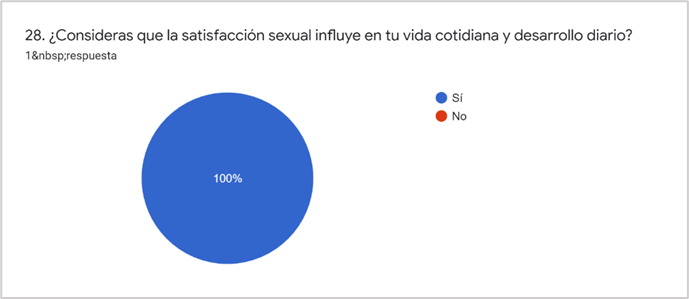 28. ¿Consideras que la satisfacción sexual influye en tu vida cotidiana y desarrollo diario?
1&nbsp;respuesta
Sí
No
100%